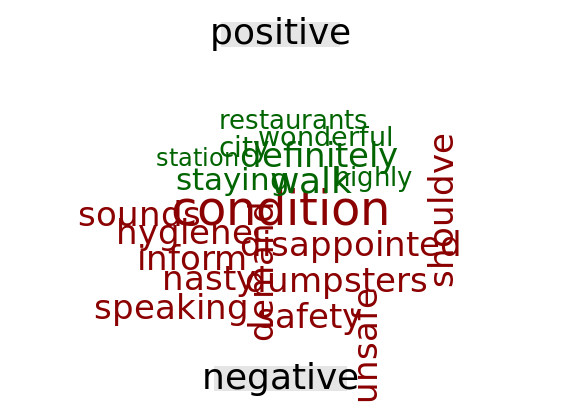 positive
restaurants
wonderful
city
definitely
station
highly
staying
walk
condition
shouldve
sounds
hygiene
disappointed
demand
inform
nasty
dumpsters
speaking
safety
unsafe
negative